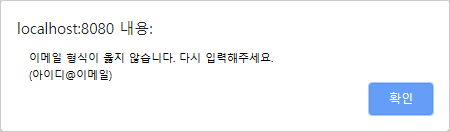 localhost:8080 내용:
이메일 형식이 옳지 않습니다. 다시 입력해주세요.
(아이디@이메일)
확인